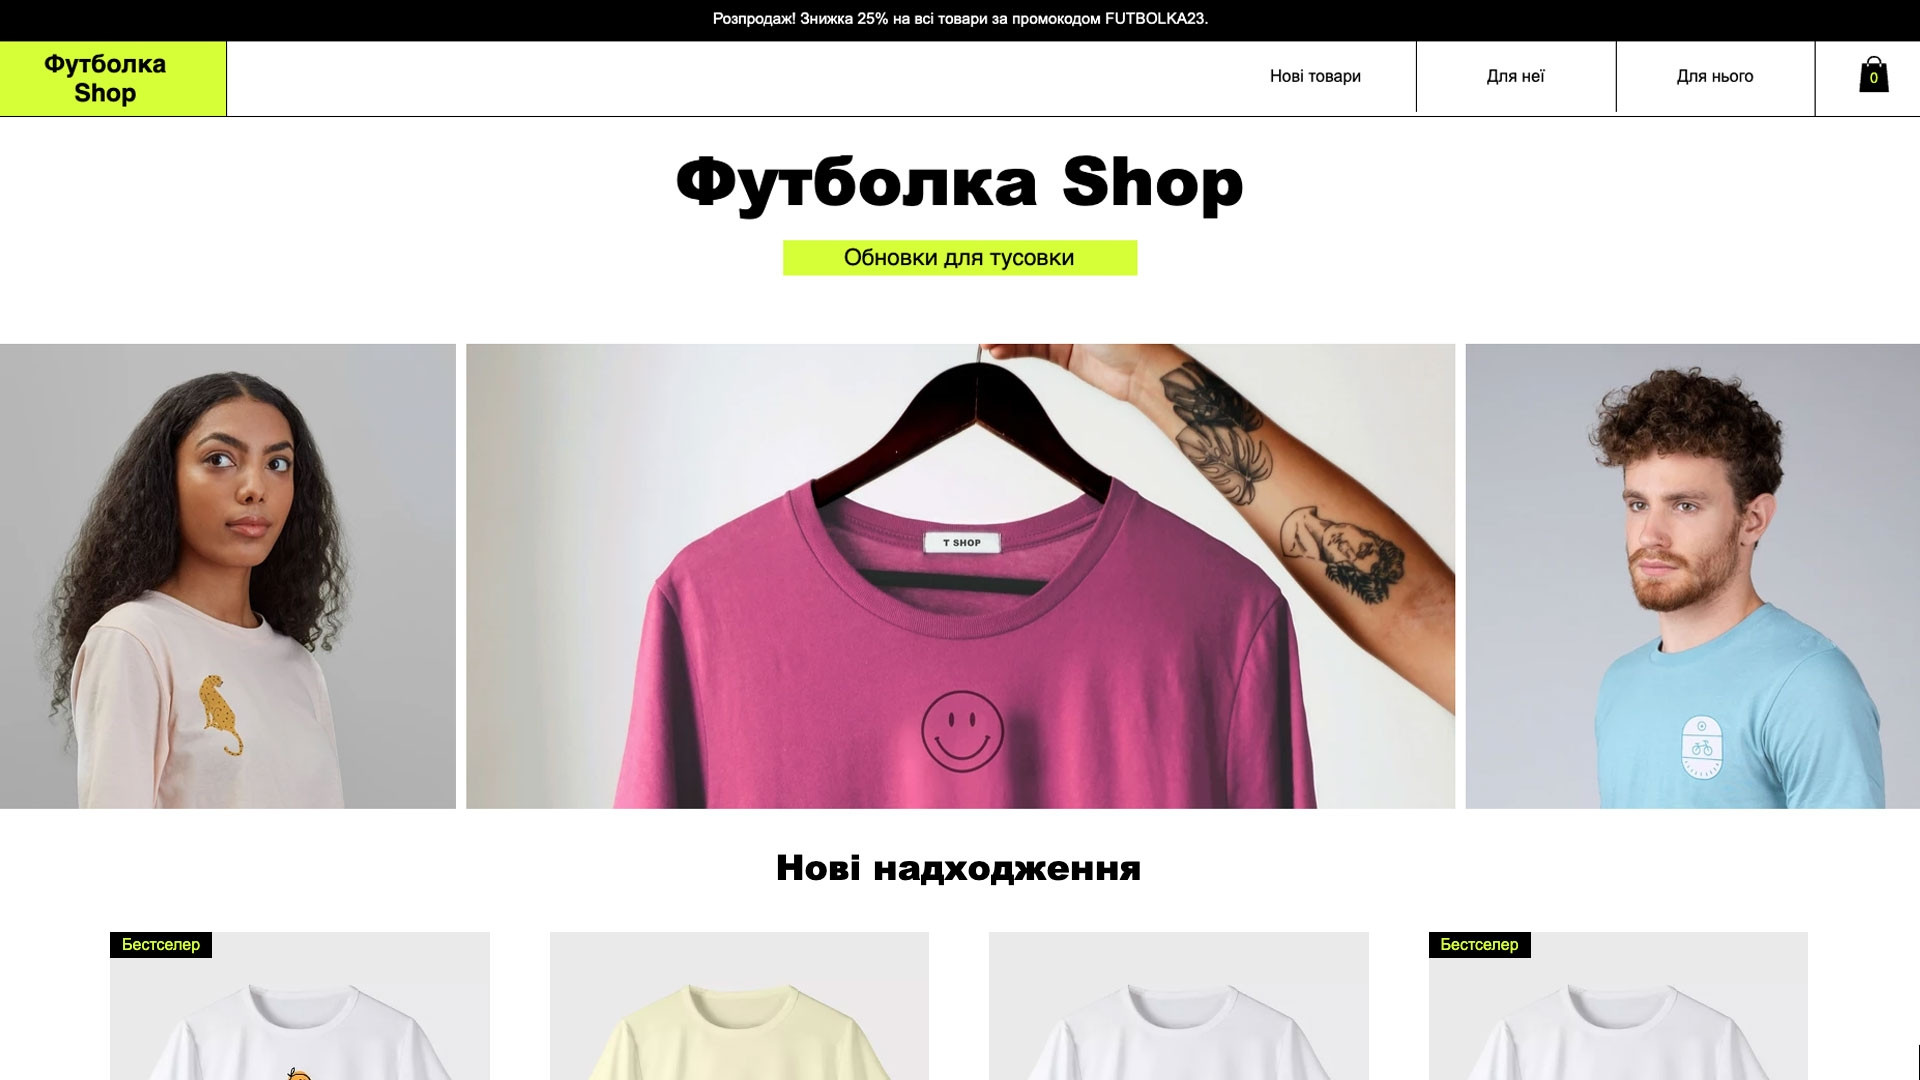 Розпродаж! Знижка 25% на всі товари за промокодом FUTBOLKA23.
Футболка
Shop
Нові товари
Для неї
Для нього
0
Футболка Shop
Обновки для тусовки
T SHOP
Нові надходження
Бестселер
Бестселер